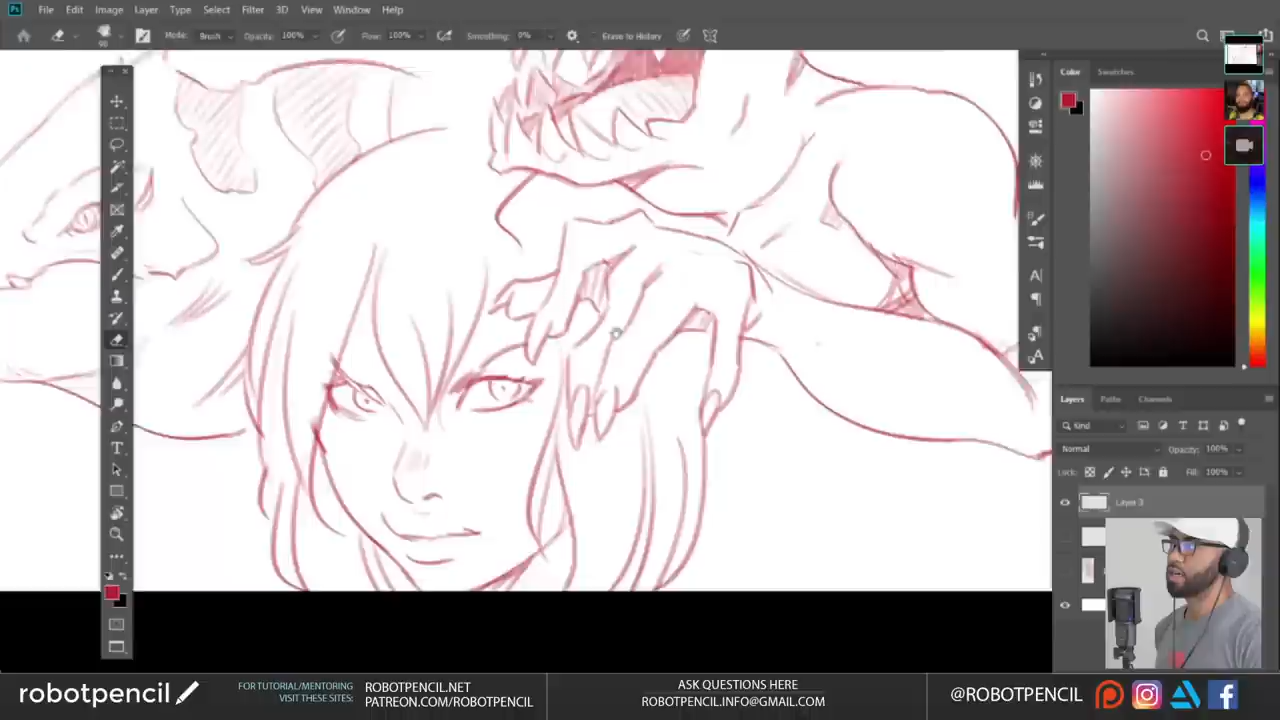 Ps File Edit Image Layer Type Select Filter 3D View Window Help
90 Mode: Brush Opacity: 100% Flow: 100% Smoothing: 0% Erase to History
Color Swatches
Layers Paths Channels
Kind
Normal Opacity: 100%
Lock: Fill: 100%
Layer 3
robotpencil
FOR TUTORIAL/MENTORING
VISIT THESE SITES:
ROBOTPENCIL.NET
PATREON.COM/ROBOTPENCIL
ASK QUESTIONS HERE
ROBOTPENCIL.INFO@GMAIL.COM
@ROBOTPENCIL